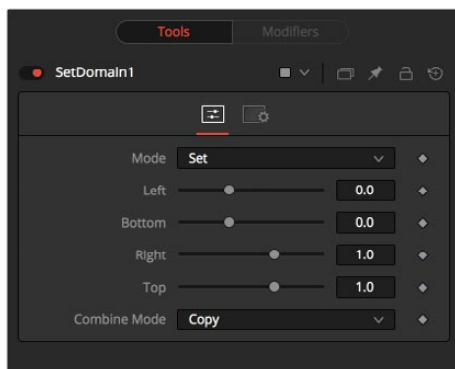 Tools Modifiers
SetDomain1
Mode Set
Left 0.0
Bottom 0.0
Right 1.0
Top 1.0
Combine Mode Copy